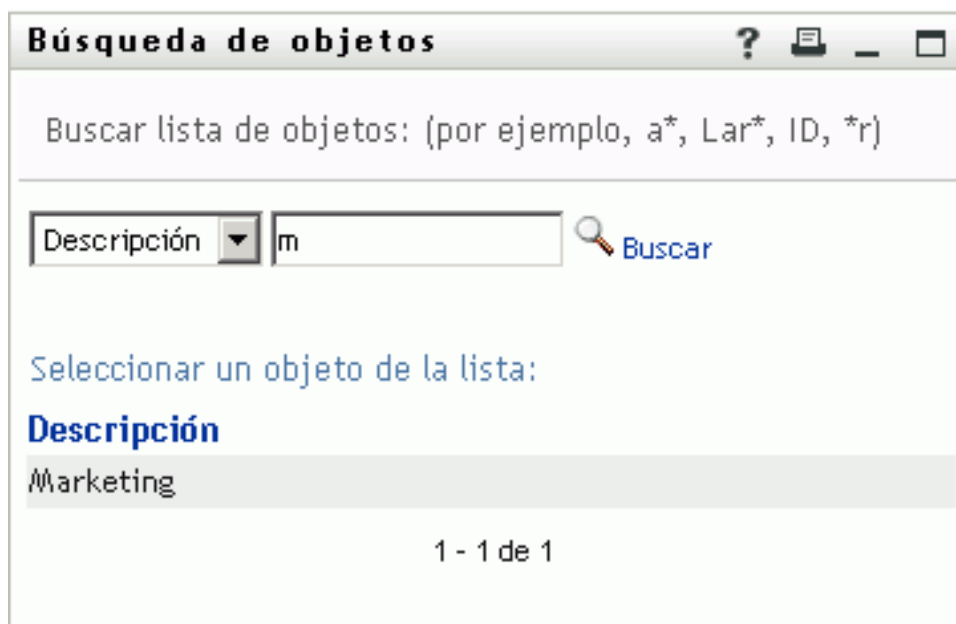 Búsqueda de objetos ?
Buscar lista de objetos: (por ejemplo, a*, Lar*, ID, *r)
Descripción m Buscar
Seleccionar un objeto de la lista:
Descripción
Marketing
1 - 1 de 1